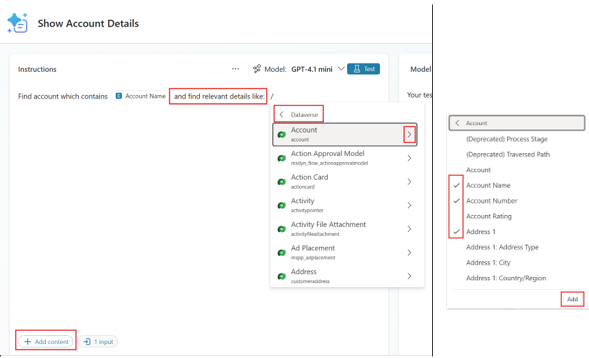 Show Account Details
Instructions
... Model: GPT-4.1 mini Test
Find account which contains Account Name and find relevant details like: /
Dataverse
Account
account
Action Approval Model
msdyn_flow_actionapprovalmodel
Action Card
actioncard
Activity
activitypointer
Activity File Attachment
activityfileattachment
Ad Placement
mspp_adplacement
Address
customeraddress
+ Add content
1 input
Model
Your tes
Account
(Deprecated) Process Stage
(Deprecated) Traversed Path
Account
Account Name
Account Number
Account Rating
Address 1
Address 1: Address Type
Address 1: City
Address 1: Country/Region
Add